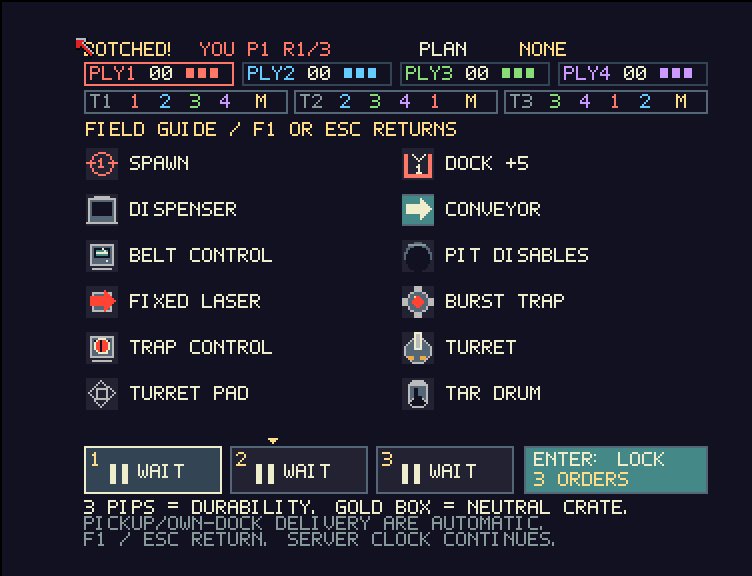 BOTCHED! YOU P1 R1/3 PLAN NONE
PLY1 00 PLY2 00 PLY3 00 PLY4 00
T1 1 2 3 4 M T2 2 3 4 1 M T3 3 4 1 2 M
FIELD GUIDE / F1 OR ESC RETURNS
1 SPAWN Y 1 DOCK +5
DISPENSER CONVEYOR
BELT CONTROL PIT DISABLES
FIXED LASER BURST TRAP
TRAP CONTROL TURRET
TURRET PAD TAR DRUM
1 WAIT 2 WAIT 3 WAIT ENTER: LOCK
3 ORDERS
3 PIPS = DURABILITY. GOLD BOX = NEUTRAL CRATE.
PICKUP/OWN-DOCK DELIVERY ARE AUTOMATIC.
F1 / ESC RETURN. SERVER CLOCK CONTINUES.